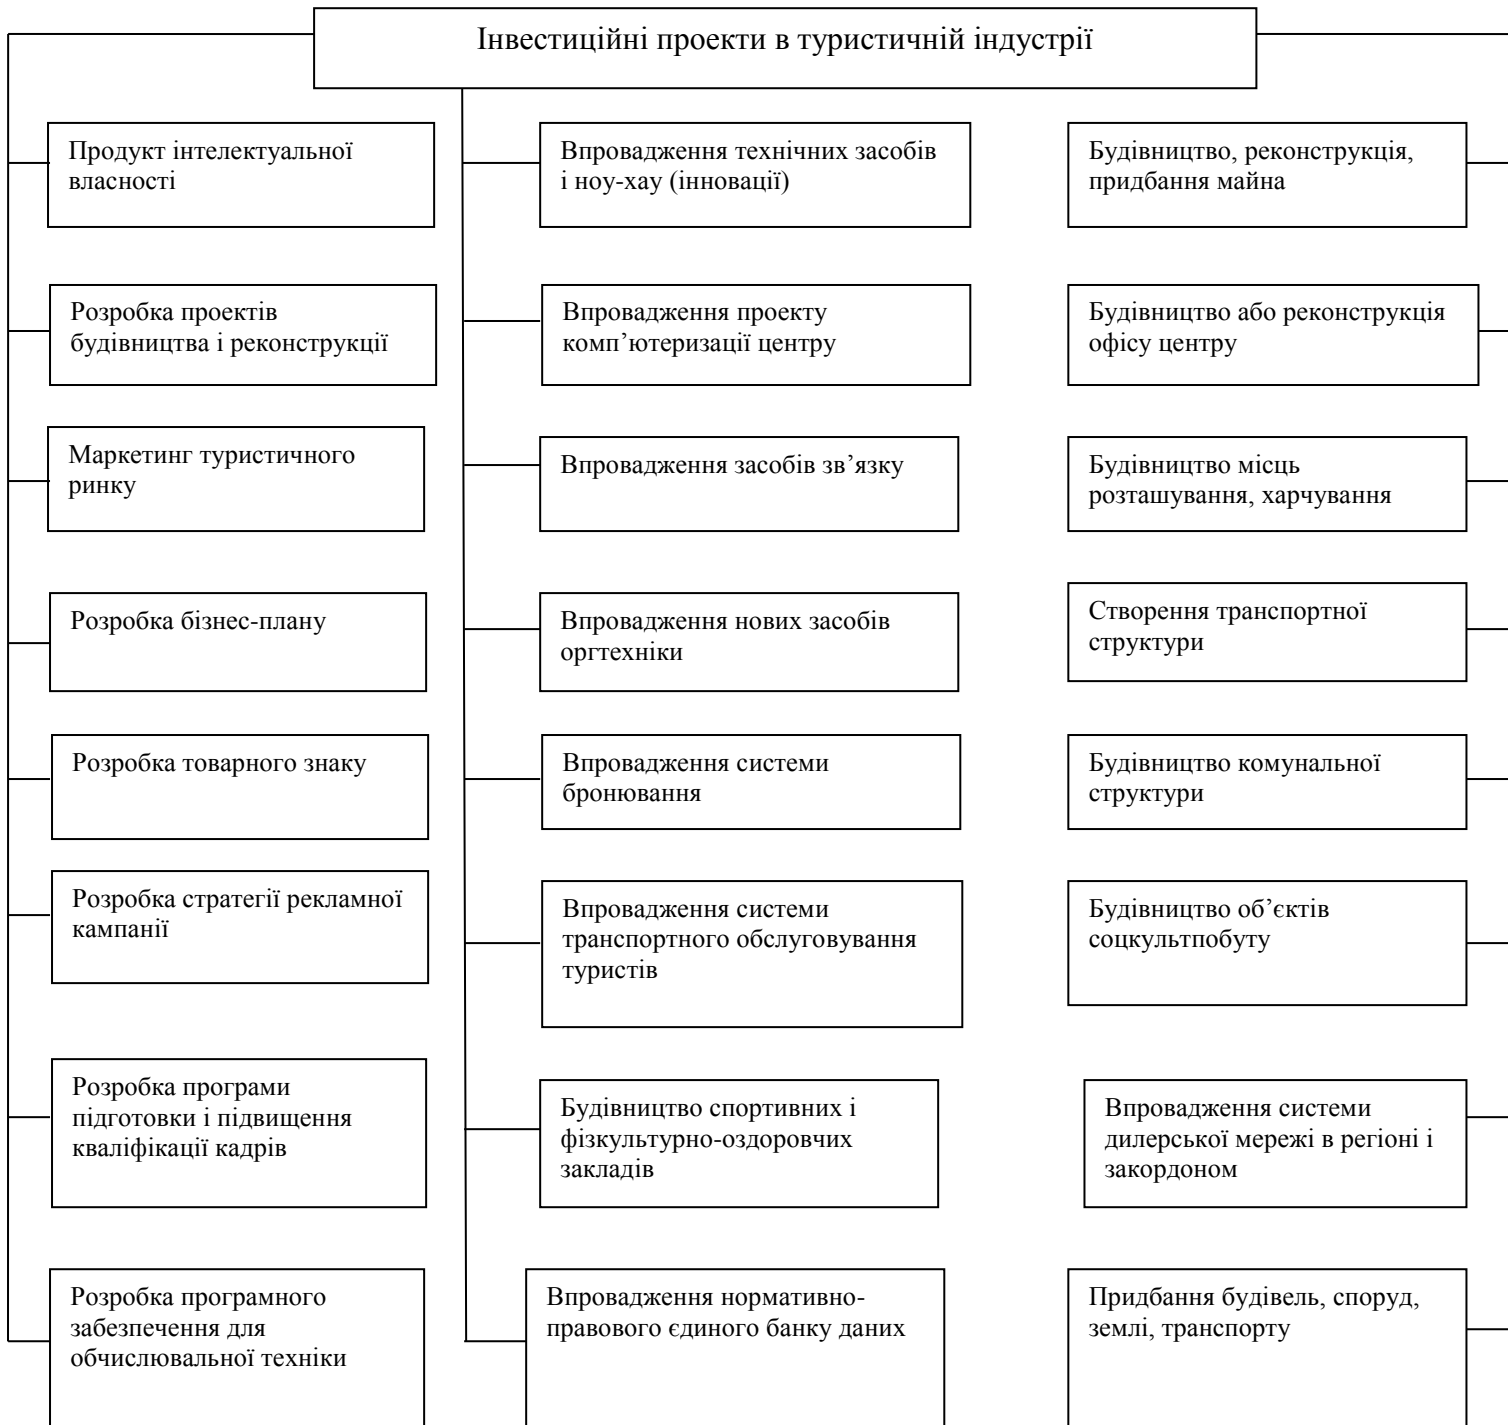 Інвестиційні проекти в туристичній індустрії
Продукт інтелектуальної
власності
Розробка проектів
будівництва і реконструкції
Маркетинг туристичного
ринку
Розробка бізнес-плану
Розробка товарного знаку
Розробка стратегії рекламної
кампанії
Розробка програми
підготовки і підвищення
кваліфікації кадрів
Розробка програмного
забезпечення для
обчислювальної техніки
Впровадження технічних засобів
і ноу-хау (інновації)
Впровадження проекту
комп’ютеризації центру
Впровадження засобів зв’язку
Впровадження нових засобів
оргтехніки
Впровадження системи
бронювання
Впровадження системи
транспортного обслуговування
туристів
Будівництво спортивних і
фізкультурно-оздоровчих
закладів
Впровадження нормативно-
правового єдиного банку даних
Будівництво, реконструкція,
придбання майна
Будівництво або реконструкція
офісу центру
Будівництво місць
розташування, харчування
Створення транспортної
структури
Будівництво комунальної
структури
Будівництво об’єктів
соцкультпобуту
Впровадження системи
дилерської мережі в регіоні і
закордоном
Придбання будівель, споруд,
землі, транспорту